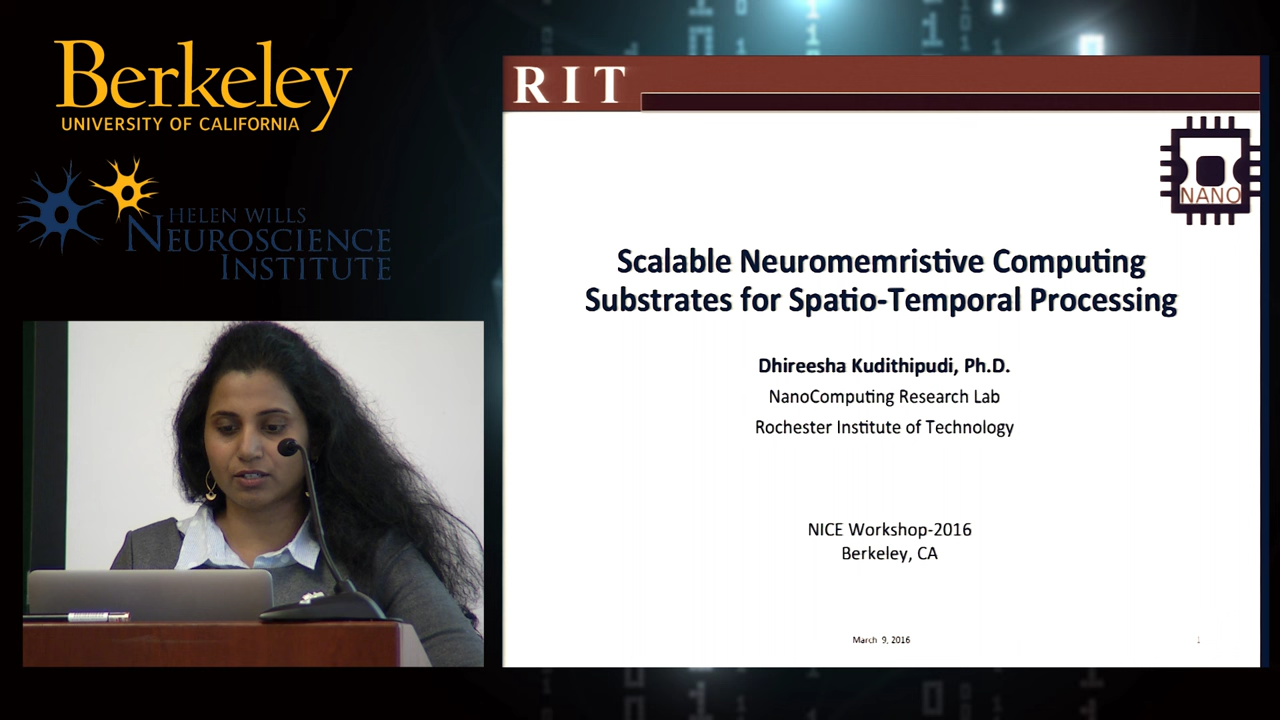 Berkeley
UNIVERSITY OF CALIFORNIA
HELEN WILLS
NEUROSCIENCE
INSTITUTE
RIT
NANO
Scalable Neuromemristive Computing
Substrates for Spatio-Temporal Processing
Dhireesha Kudithipudi, Ph.D.
NanoComputing Research Lab
Rochester Institute of Technology
NICE Workshop-2016
Berkeley, CA
March 9, 2016
1